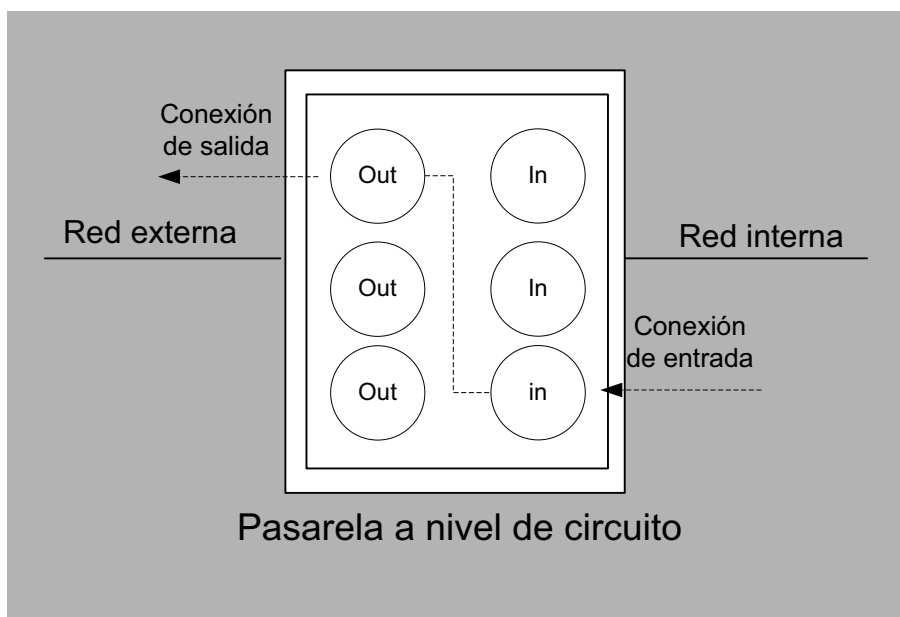 Conexión
de salida
Out
In
Red externa
Red interna
Out
In
Conexión
de entrada
Out
in
Pasarela a nivel de circuito